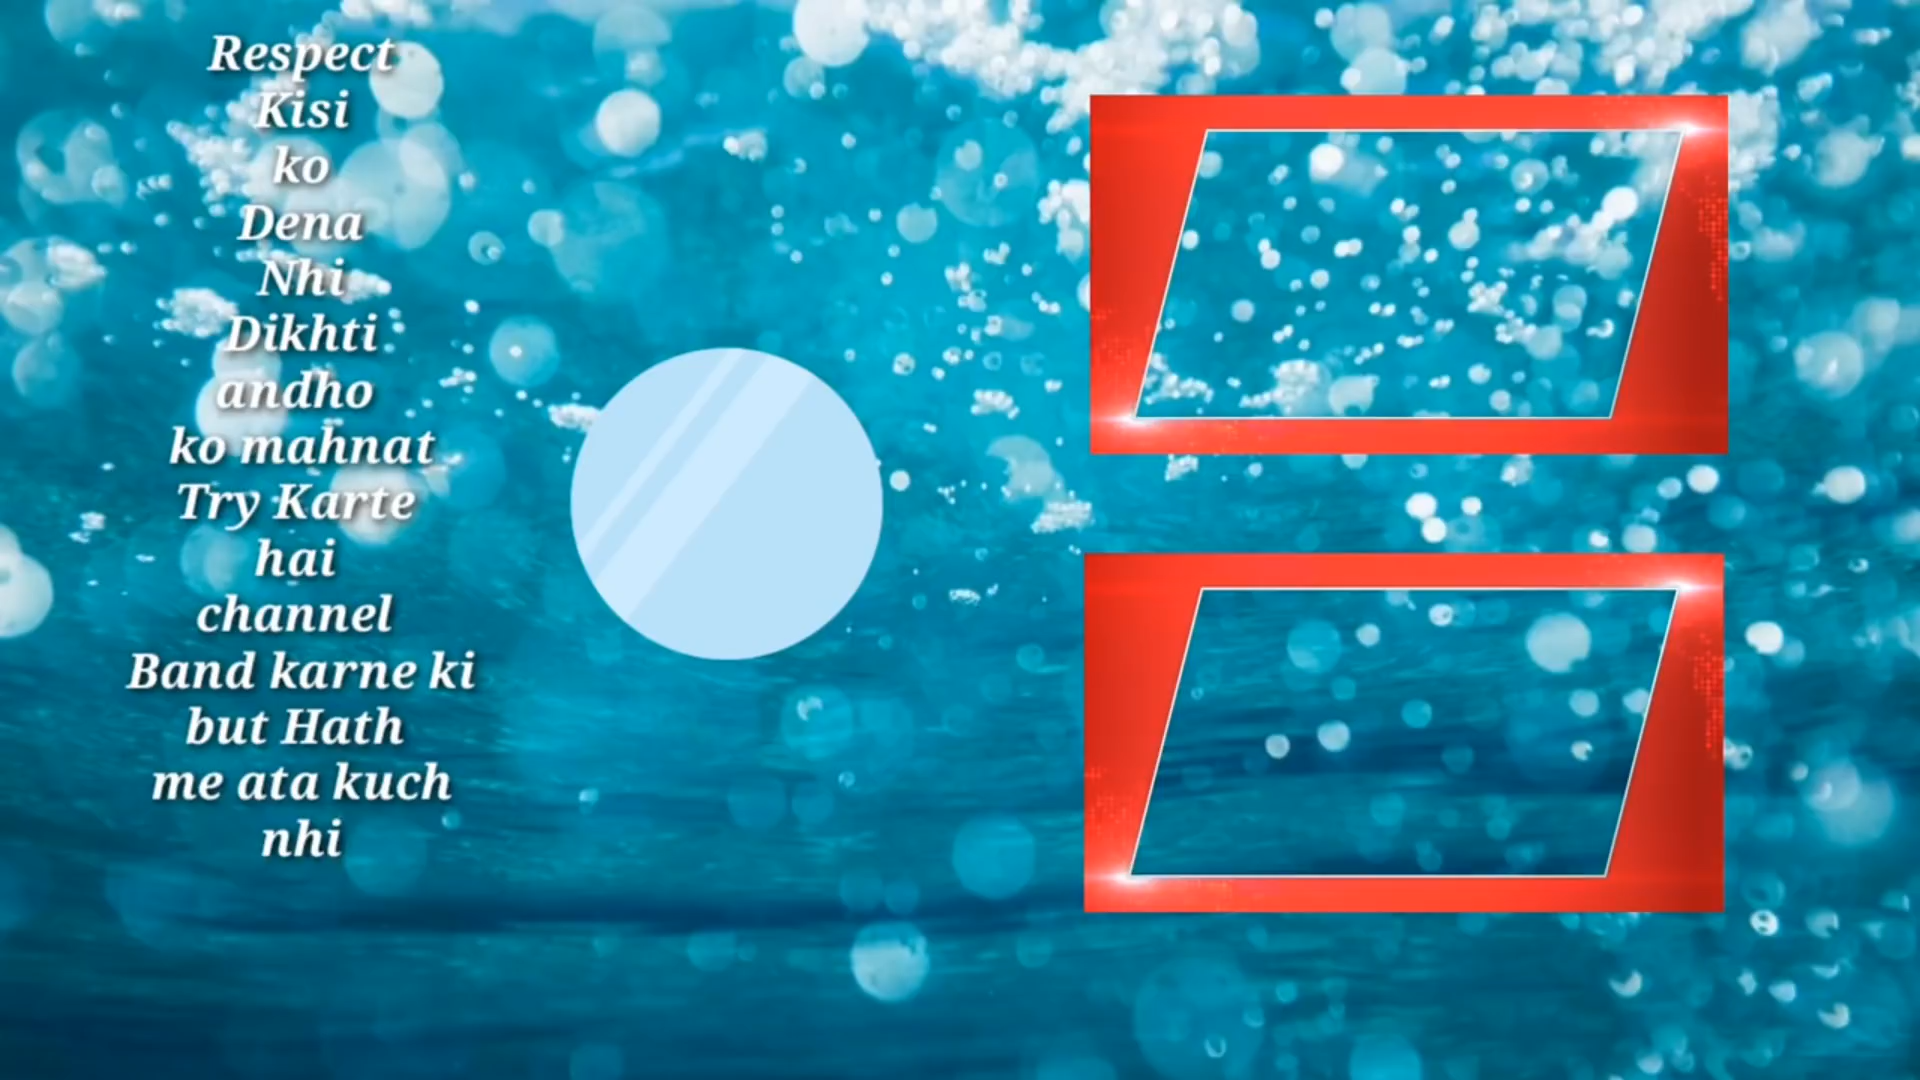 Respect
Kisi
ko
Dena
Nhi
Dikhti
andho
ko mahnat
Try Karte
hai
channel
Band karne ki
but Hath
me ata kuch
nhi